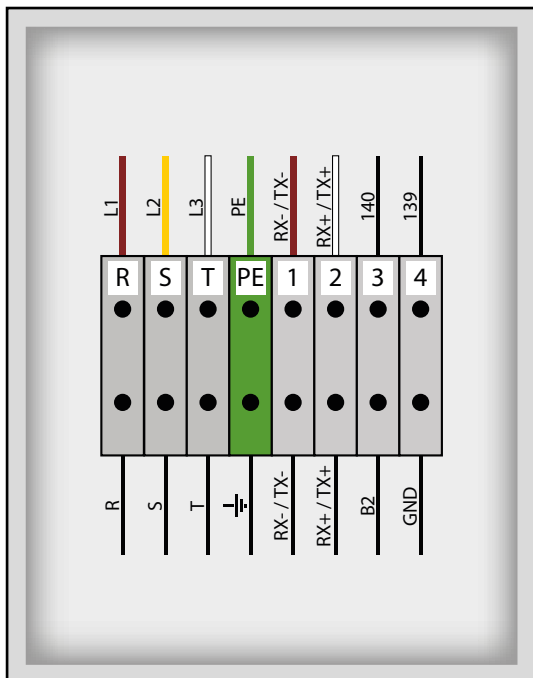 L1 L2 L3 PE RX- / TX- RX+ / TX+ 140 139
R S T PE 1 2 3 4
R S T RX- / TX- RX+ / TX+ B2 GND